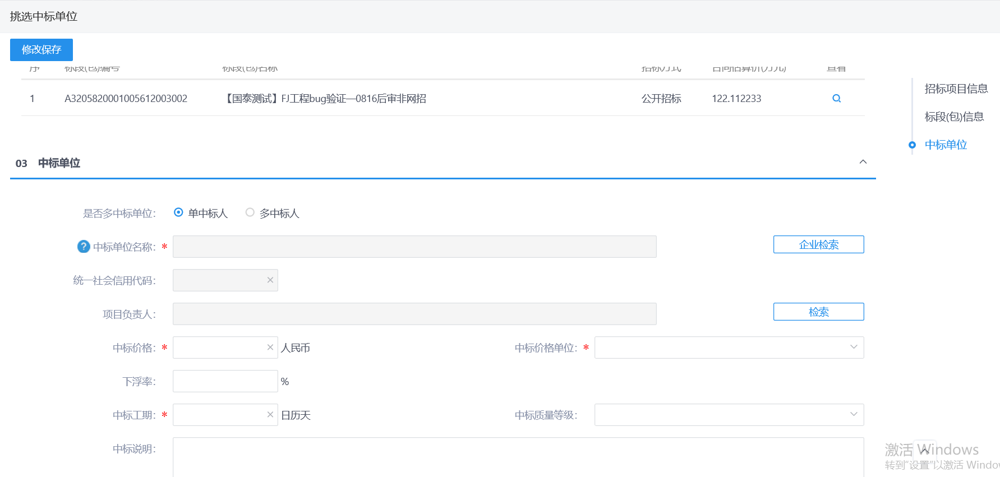 挑选中标单位
修改保存
序 标段(包)编号 标段(包)名称 招标方式 合同估算价(万元) 查看
1 A3205820001005612003002 【国泰测试】FJ工程bug验证—0816后审非网招 公开招标 122.112233
招标项目信息
标段(包)信息
中标单位
03 中标单位
是否多中标单位： 单中标人 多中标人
? 中标单位名称：* 企业检索
统一社会信用代码： ×
项目负责人： 检索
中标价格：* × 人民币 中标价格单位：*
下浮率： %
中标工期：* × 日历天 中标质量等级：
中标说明：
激活 Windows
转到"设置"以激活 Windo